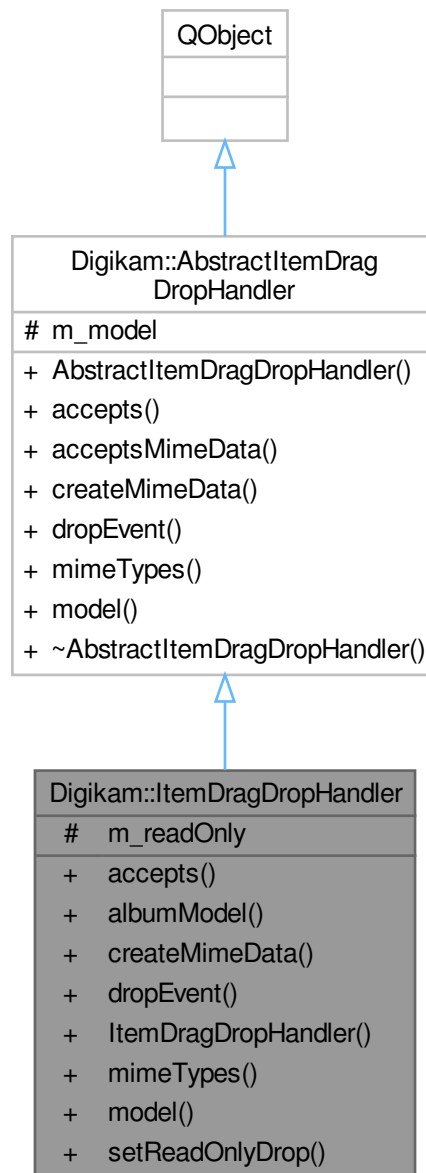 QObject
Digikam::AbstractItemDrag
DropHandler
# m_model
+ AbstractItemDragDropHandler()
+ accepts()
+ acceptsMimeData()
+ createMimeData()
+ dropEvent()
+ mimeTypes()
+ model()
+ ~AbstractItemDragDropHandler()
Digikam::ItemDragDropHandler
# m_readOnly
+ accepts()
+ albumModel()
+ createMimeData()
+ dropEvent()
+ ItemDragDropHandler()
+ mimeTypes()
+ model()
+ setReadOnlyDrop()